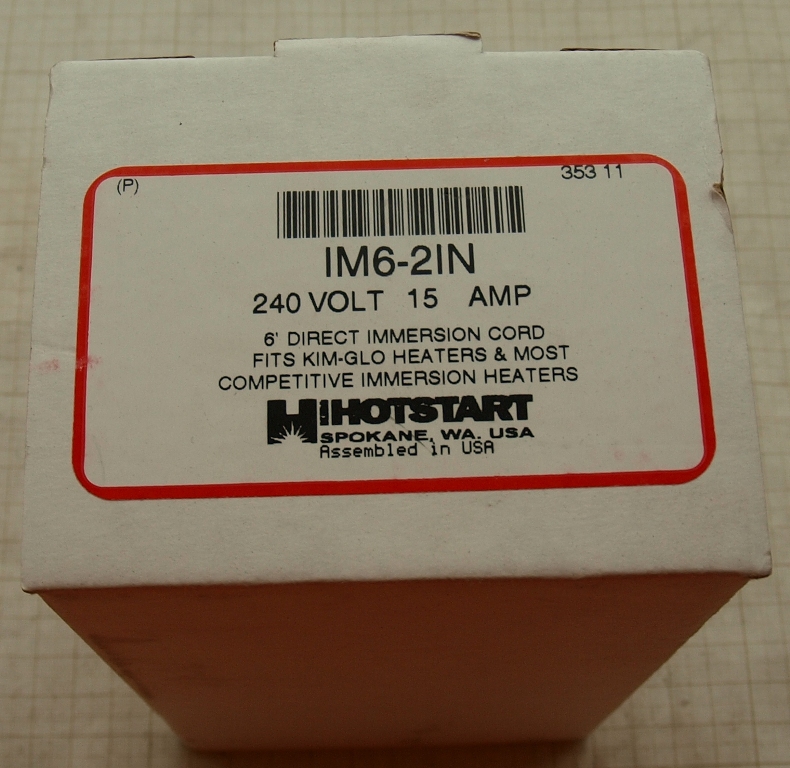 (P) 353 11
IM6-2IN
240 VOLT 15 AMP
6' DIRECT IMMERSION CORD
FITS KIM-GLO HEATERS & MOST
COMPETITIVE IMMERSION HEATERS
HOTSTART
SPOKANE, WA. USA
Assembled in USA